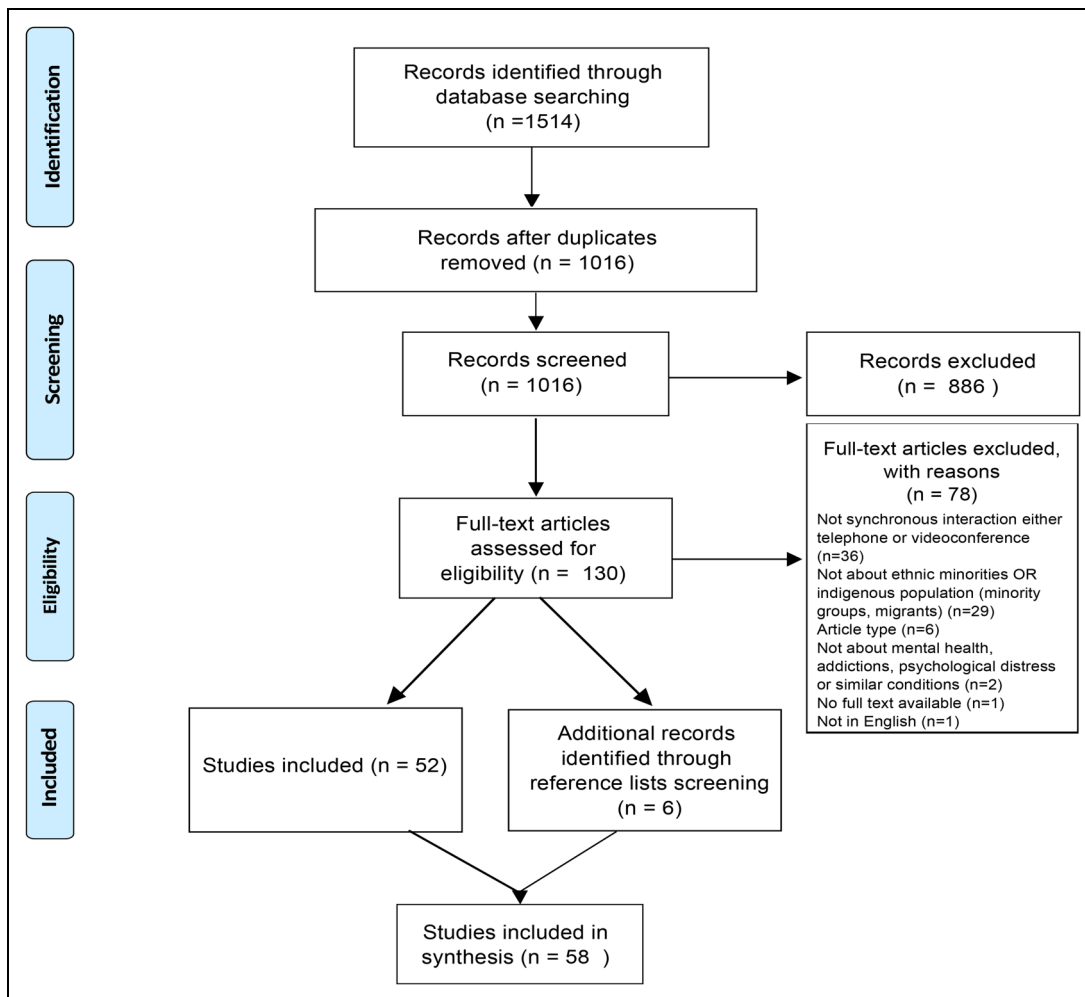 Identification
Records identified through
database searching
(n =1514)
Records after duplicates
removed (n = 1016)
Screening
Records screened
(n = 1016)
Records excluded
(n = 886 )
Eligibility
Full-text articles
assessed for
eligibility (n = 130)
Full-text articles excluded,
with reasons
(n = 78)
Not synchronous interaction either
telephone or videoconference
(n=36)
Not about ethnic minorities OR
indigenous population (minority
groups, migrants) (n=29)
Article type (n=6)
Not about mental health,
addictions, psychological distress
or similar conditions (n=2)
No full text available (n=1)
Not in English (n=1)
Included
Studies included (n = 52)
Additional records
identified through
reference lists screening
(n = 6)
Studies included in
synthesis (n = 58 )